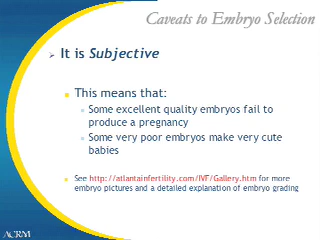 Caveats to Embryo Selection
It is Subjective
This means that:
Some excellent quality embryos fail to
produce a pregnancy
Some very poor embryos make very cute
babies
See http://atlantainfertility.com/IVF/Gallery.htm for more
embryo pictures and a detailed explanation of embryo grading
ACRM